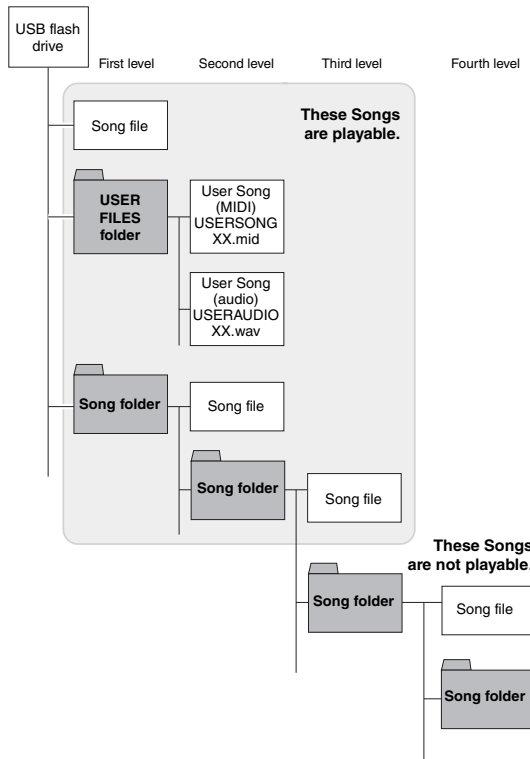 USB flash
drive
First level
Second level
Third level
Fourth level
These Songs
are playable.
Song file
USER
FILES
folder
User Song
(MIDI)
USERSONG
XX.mid
User Song
(audio)
USERAUDIO
XX.wav
Song folder
Song file
Song folder
Song file
These Songs
are not playable.
Song folder
Song file
Song folder